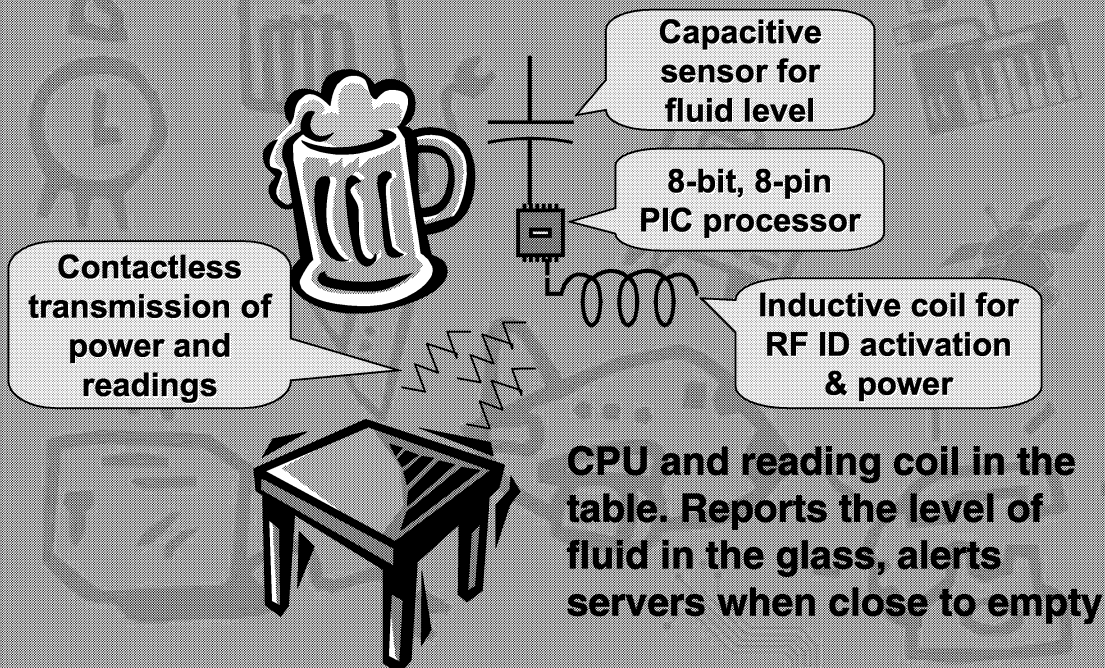 Capacitive
sensor for
fluid level
8-bit, 8-pin
PIC processor
Contactless
transmission of
power and
readings
Inductive coil for
RF ID activation
& power
CPU and reading coil in the
table. Reports the level of
fluid in the glass, alerts
servers when close to empty